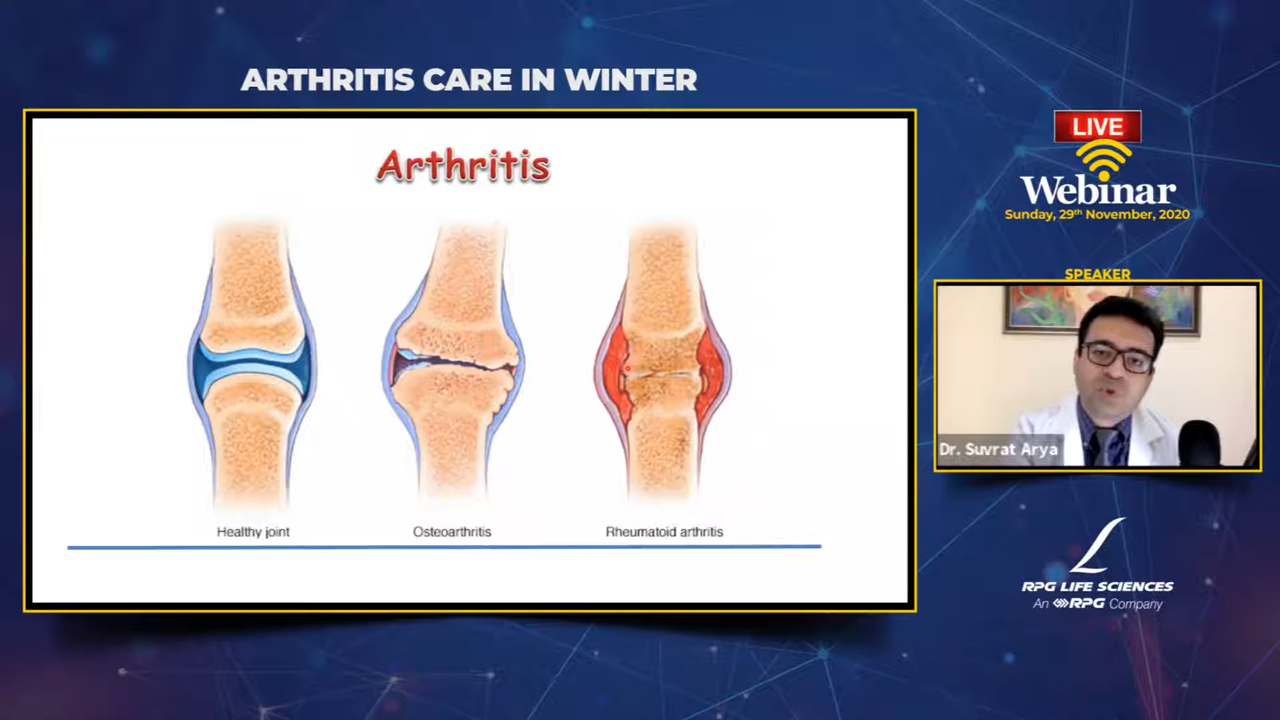 ARTHRITIS CARE IN WINTER
Arthritis
Healthy joint
Osteoarthritis
Rheumatoid arthritis
LIVE
Webinar
Sunday, 29th November, 2020
SPEAKER
Dr. Suvrat Arya
RPG LIFE SCIENCES
An RPG Company